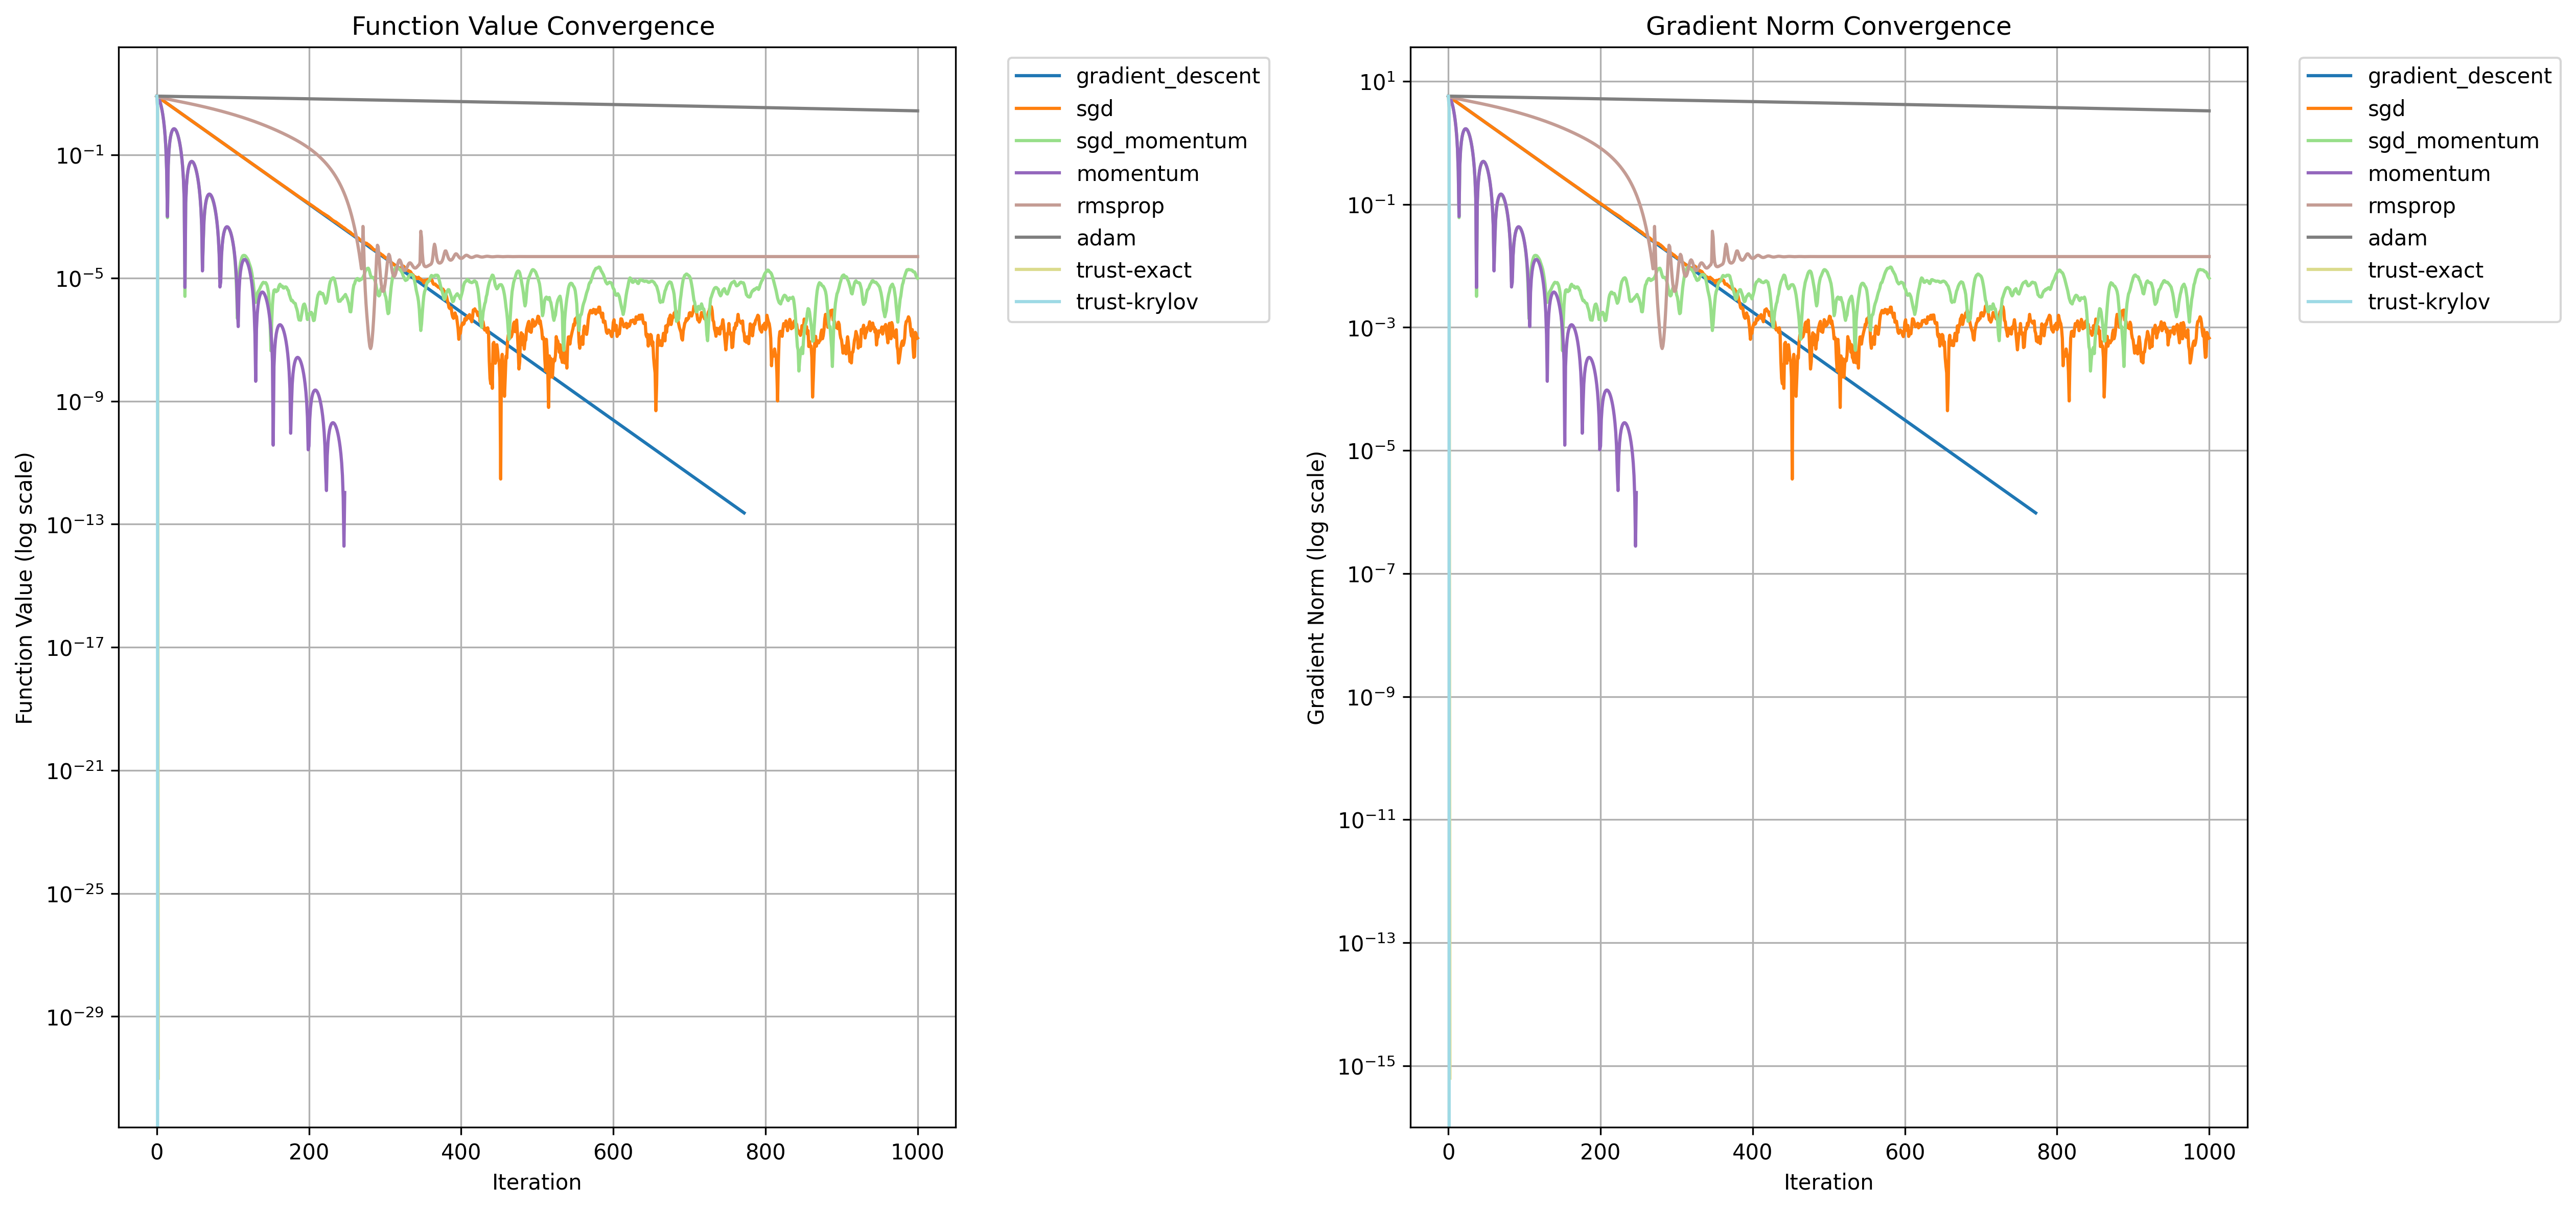 Function Value Convergence
Function Value (log scale)
10⁻¹
10⁻⁵
10⁻⁹
10⁻¹³
10⁻¹⁷
10⁻²¹
10⁻²⁵
10⁻²⁹
0 200 400 600 800 1000
Iteration
gradient_descent
sgd
sgd_momentum
momentum
rmsprop
adam
trust-exact
trust-krylov
Gradient Norm Convergence
Gradient Norm (log scale)
10¹
10⁻¹
10⁻³
10⁻⁵
10⁻⁷
10⁻⁹
10⁻¹¹
10⁻¹³
10⁻¹⁵
0 200 400 600 800 1000
Iteration
gradient_descent
sgd
sgd_momentum
momentum
rmsprop
adam
trust-exact
trust-krylov